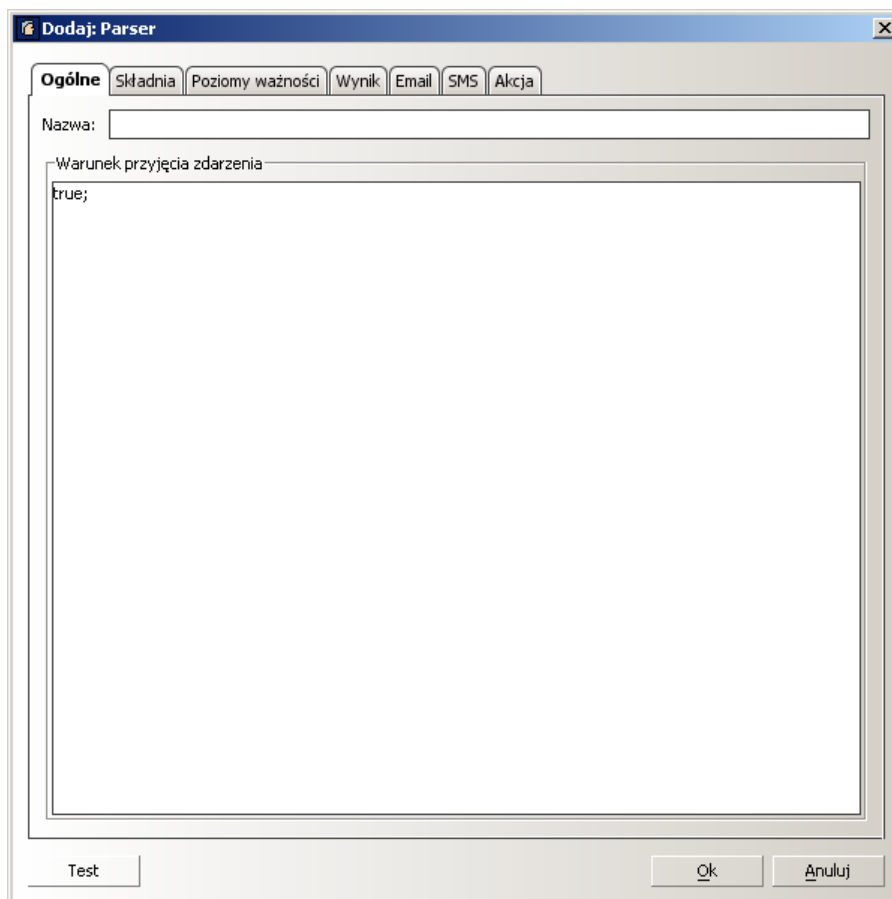 Dodaj: Parser
Ogólne Składnia Poziomy ważności Wynik Email SMS Akcja
Nazwa:
Warunek przyjęcia zdarzenia
true;
Test Ok Anuluj